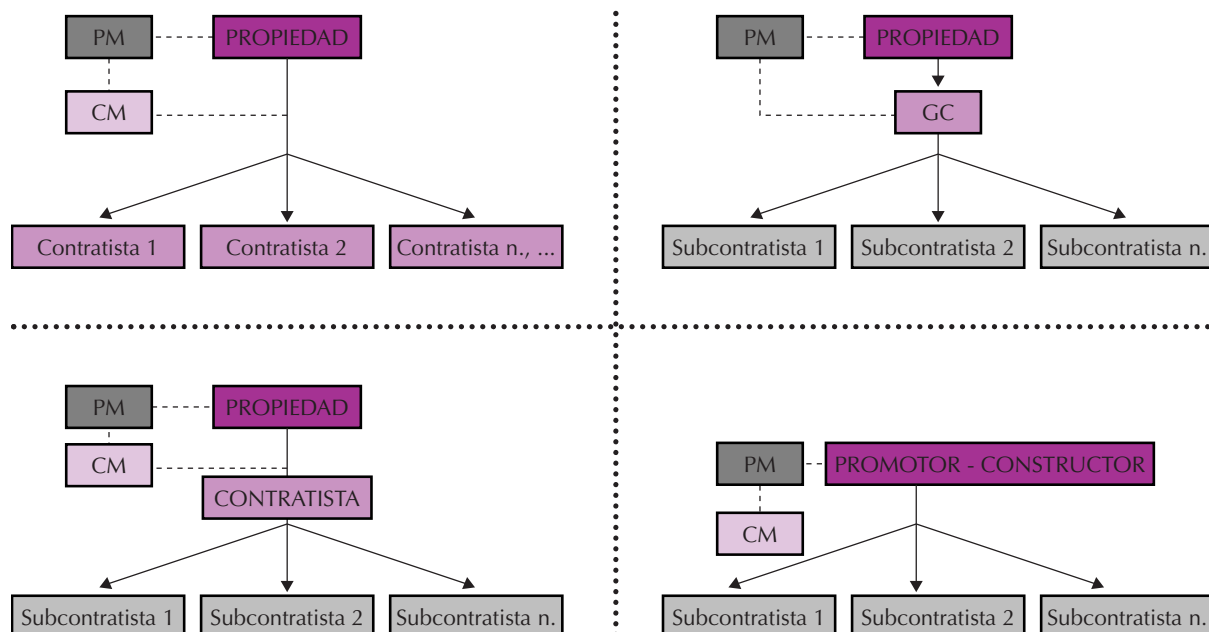 PM
PROPIEDAD
CM
Contratista 1
Contratista 2
Contratista n., ...
PM
PROPIEDAD
GC
Subcontratista 1
Subcontratista 2
Subcontratista n.
PM
PROPIEDAD
CM
CONTRATISTA
Subcontratista 1
Subcontratista 2
Subcontratista n.
PM
PROMOTOR - CONSTRUCTOR
CM
Subcontratista 1
Subcontratista 2
Subcontratista n.